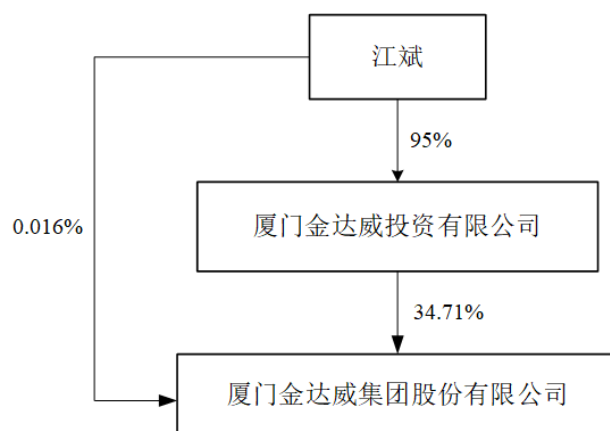 江斌
95%
厦门金达威投资有限公司
0.016%
34.71%
厦门金达威集团股份有限公司